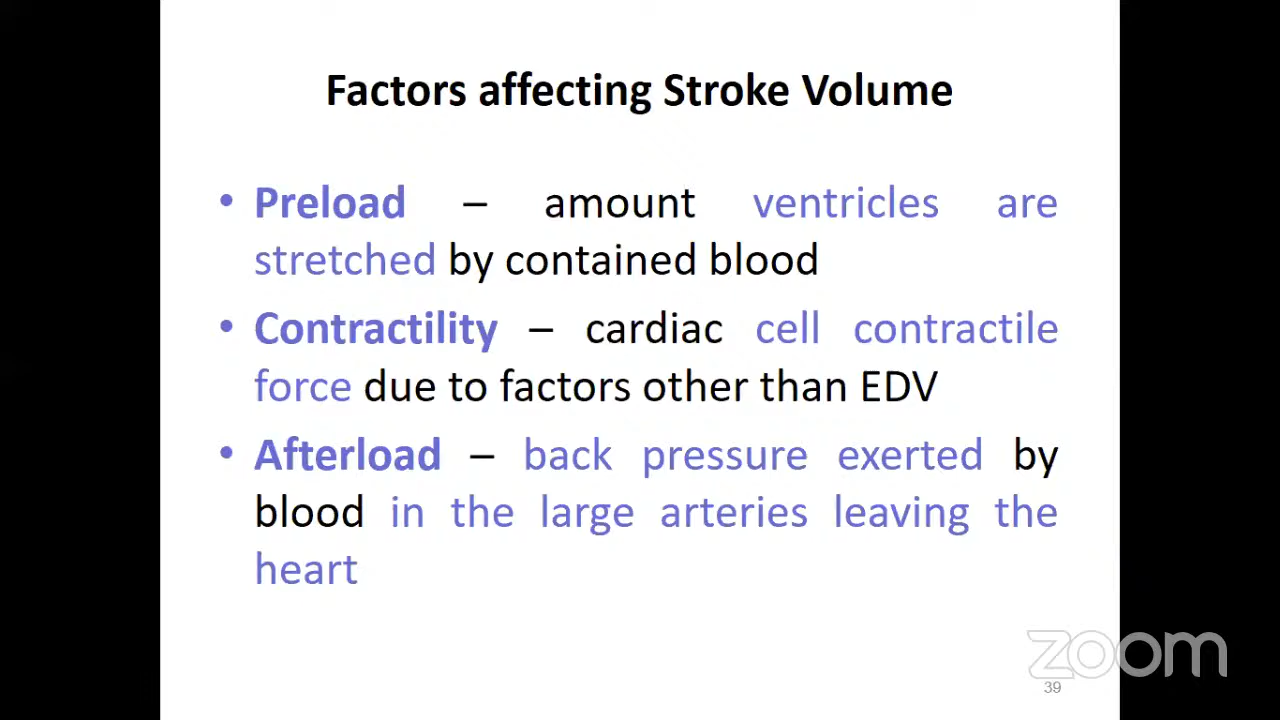 Factors affecting Stroke Volume
• Preload – amount ventricles are
stretched by contained blood
• Contractility – cardiac cell contractile
force due to factors other than EDV
• Afterload – back pressure exerted by
blood in the large arteries leaving the
heart
zoom
39